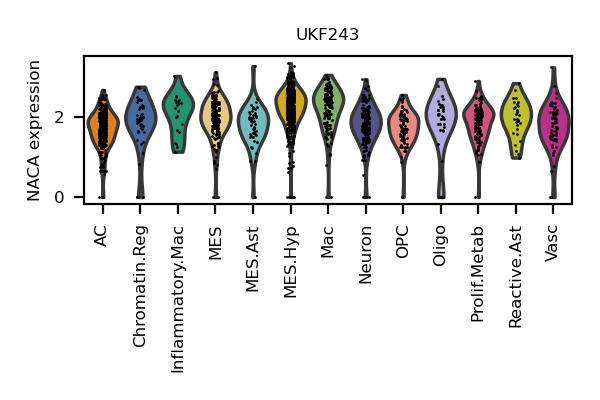 UKF243
NACA expression
2
0
AC
Chromatin.Reg
Inflammatory.Mac
MES
MES.Ast
MES.Hyp
Mac
Neuron
OPC
Oligo
Prolif.Metab
Reactive.Ast
Vasc